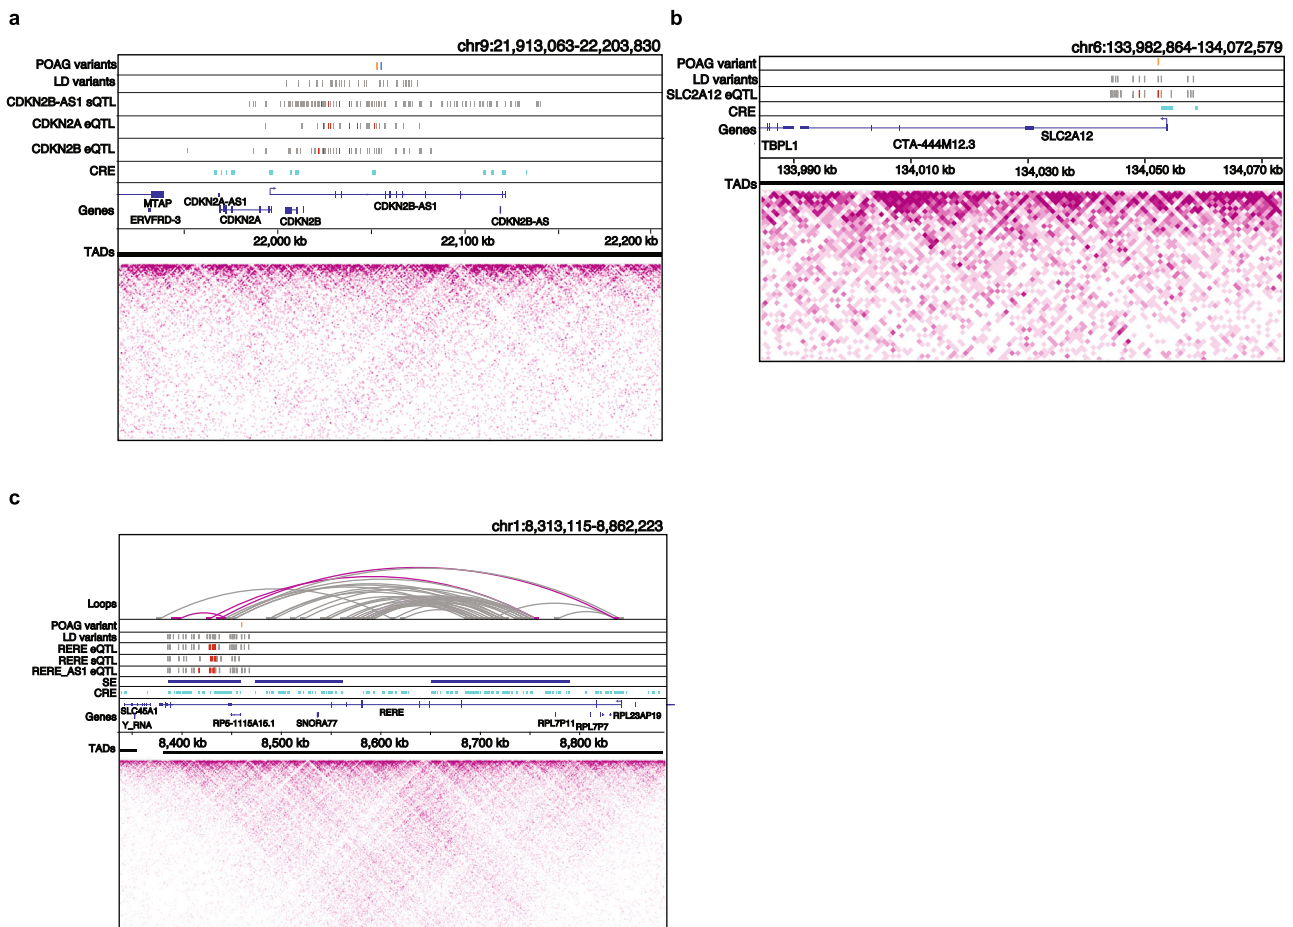 a
chr9:21,913,063-22,203,830
POAG variants
LD variants
CDKN2B-AS1 sQTL
CDKN2A eQTL
CDKN2B eQTL
CRE
Genes
MTAP
CDKN2A-AS1
CDKN2B-AS1
ERVFRD-3
CDKN2A
CDKN2B
CDKN2B-AS
22,000 kb
22,100 kb
22,200 kb
TADs
b
chr6:133,982,864-134,072,579
POAG variant
LD variants
SLC2A12 eQTL
CRE
Genes
TBPL1
CTA-444M12.3
SLC2A12
133,990 kb
134,010 kb
134,030 kb
134,050 kb
134,070 kb
TADs
c
chr1:8,313,115-8,862,223
Loops
POAG variant
LD variants
RERE eQTL
RERE sQTL
RERE_AS1 eQTL
SE
CRE
Genes
SLC45A1
RERE
RPL23AP19
Y_RNA
RP5-1115A15.1
SNORA77
RPL7P11
RPL7P7
8,400 kb
8,500 kb
8,600 kb
8,700 kb
8,800 kb
TADs